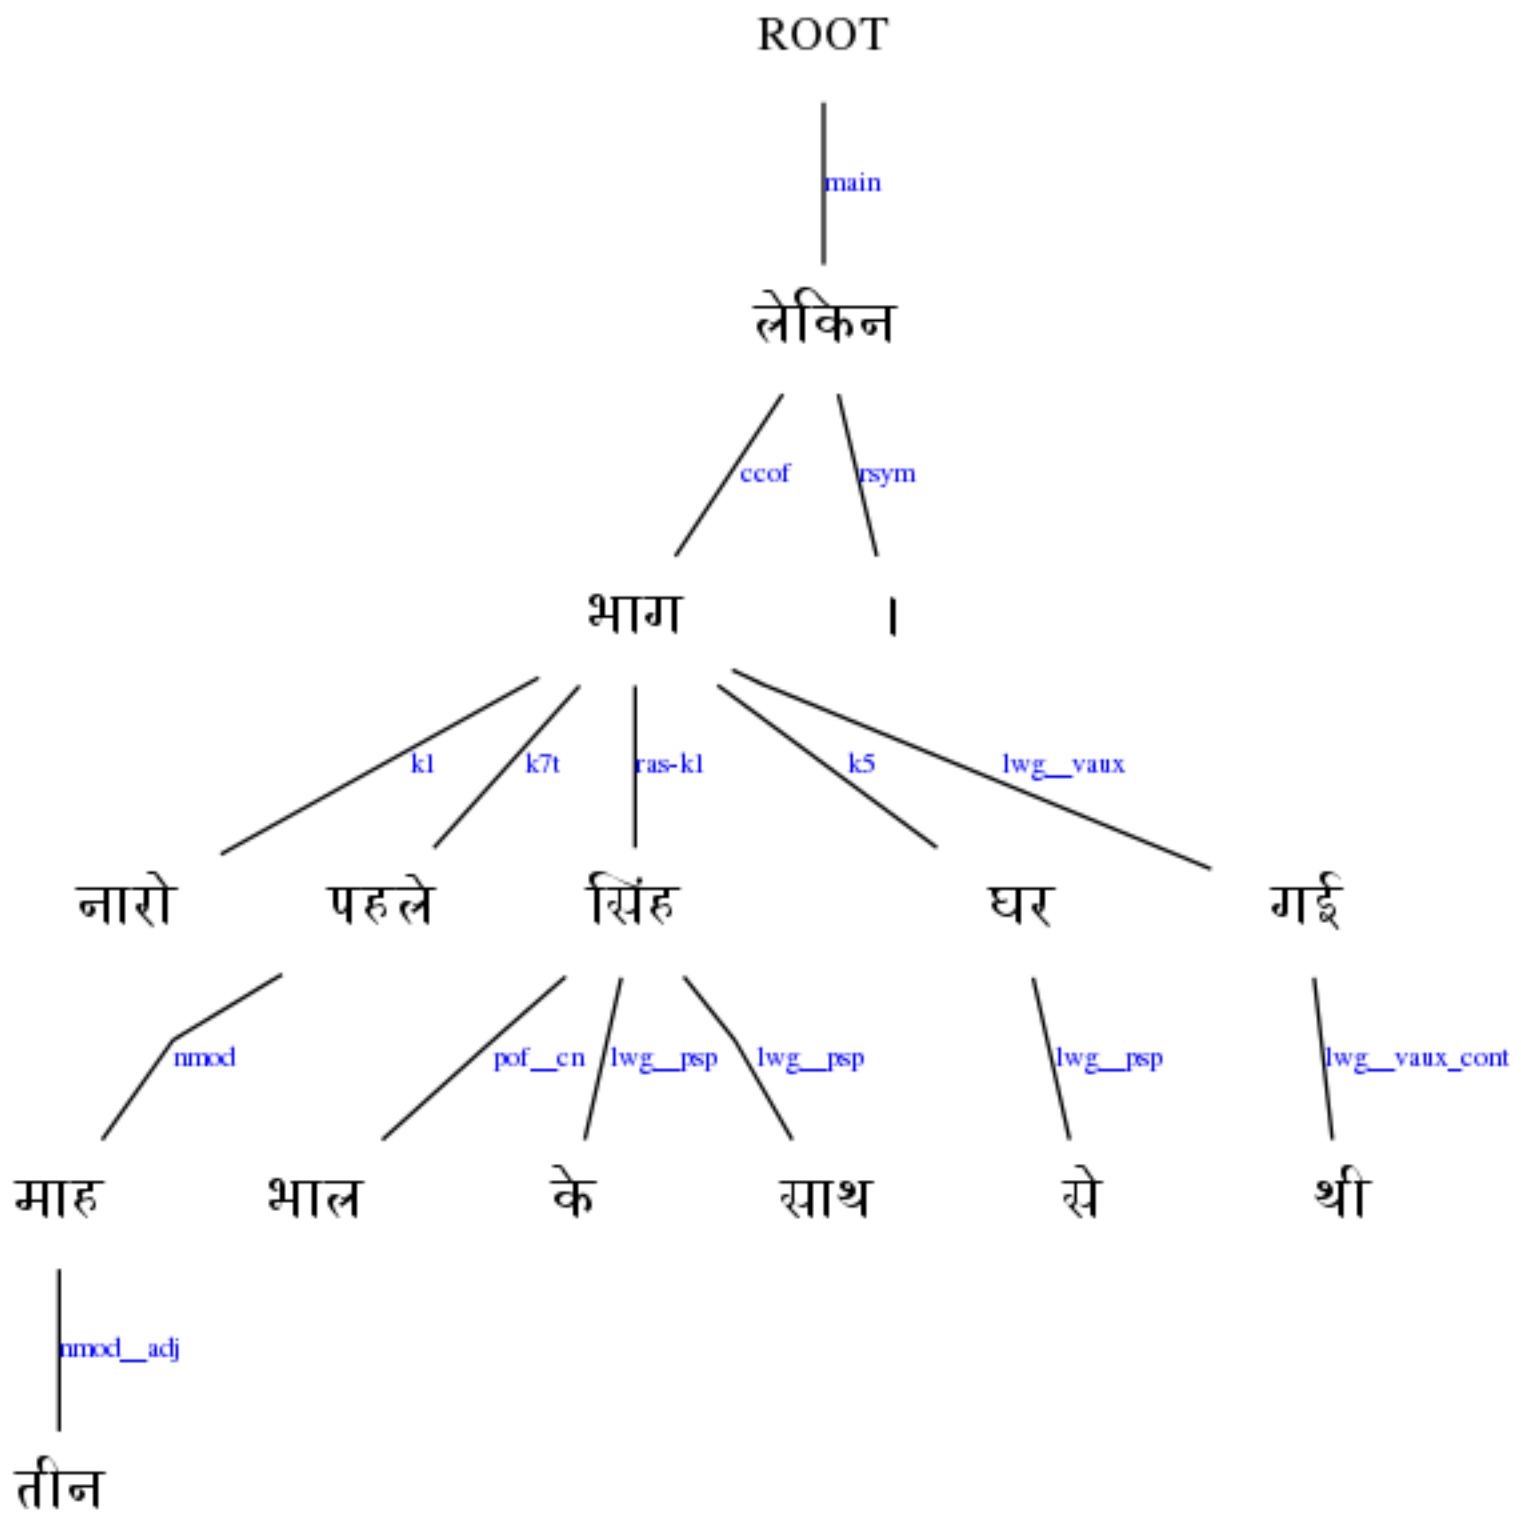 ROOT
main
लेकिन
ccof rsym
भाग ।
k1 k7t ras-k1 k5 lwg__vaux
नारो पहले सिंह घर गई
nmod pof__cn lwg__psp lwg__psp lwg__psp lwg__vaux_cont
माह भाल के साथ से थी
nmod__adj
तीन